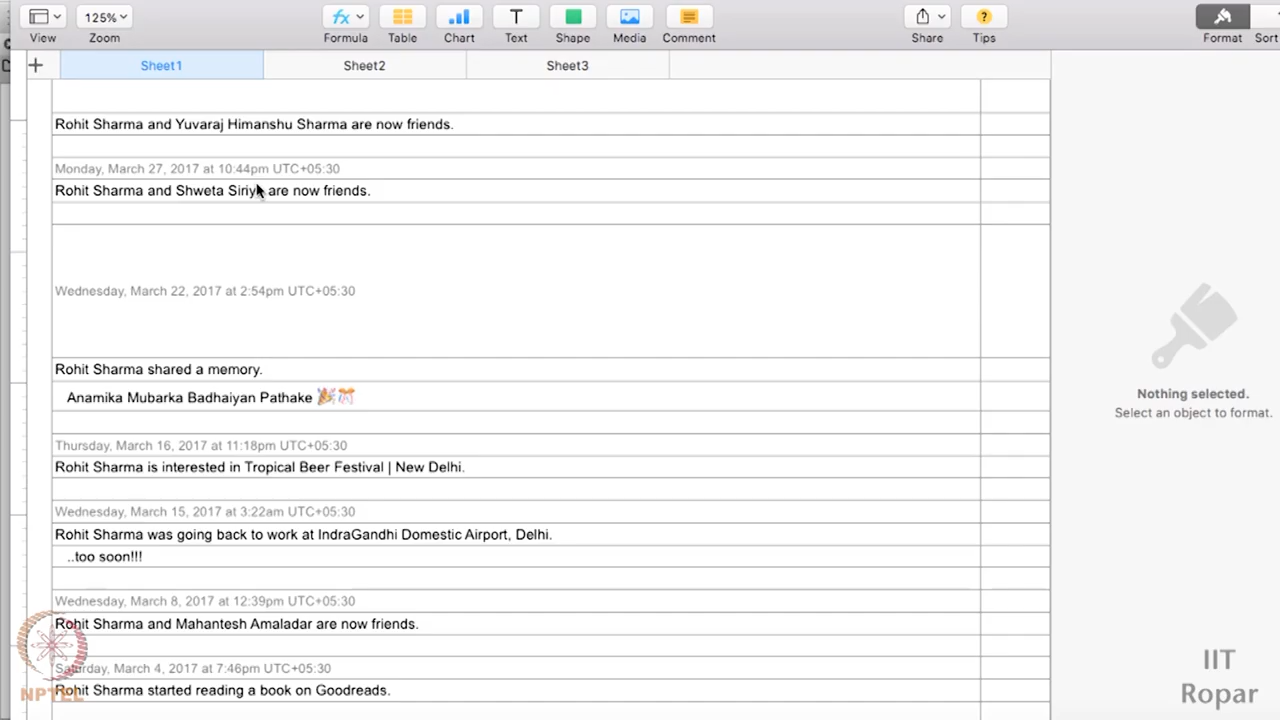 125%
View
Zoom
Formula
Table
Chart
Text
Shape
Media
Comment
Share
Tips
Format
Sort
Sheet1
Sheet2
Sheet3
Rohit Sharma and Yuvaraj Himanshu Sharma are now friends.
Monday, March 27, 2017 at 10:44pm UTC+05:30
Rohit Sharma and Shweta are now friends.
Wednesday, March 22, 2017 at 2:54pm UTC+05:30
Rohit Sharma shared a memory.
Anamika Mubarka Badhaiyan Pathake 🎉🎊
Thursday, March 16, 2017 at 11:18pm UTC+05:30
Rohit Sharma is interested in Tropical Beer Festival | New Delhi.
Wednesday, March 15, 2017 at 3:22am UTC+05:30
Rohit Sharma was going back to work at IndraGandhi Domestic Airport, Delhi.
..too soon!!!
Wednesday, March 8, 2017 at 12:39pm UTC+05:30
Rohit Sharma and Mahantesh Amaladar are now friends.
Saturday, March 4, 2017 at 7:46pm UTC+05:30
Rohit Sharma started reading a book on Goodreads.
Nothing selected.
Select an object to format.
NPTEL
IIT
Ropar